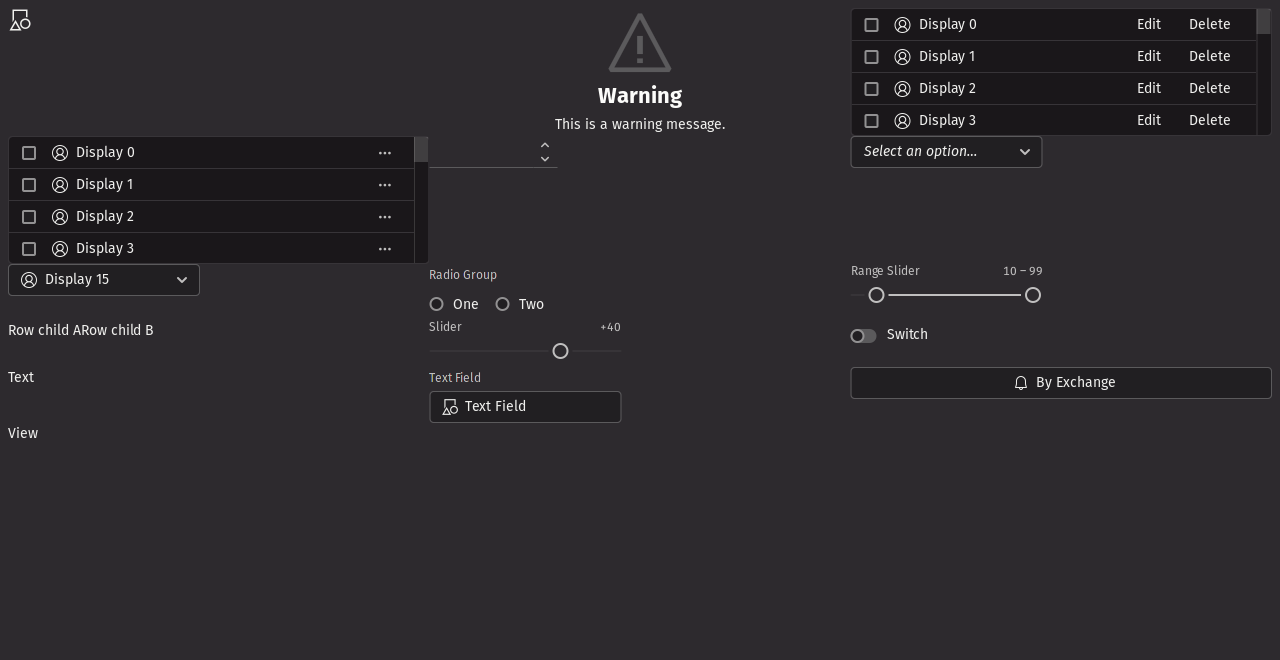 Warning
This is a warning message.
Display 0 Edit Delete
Display 1 Edit Delete
Display 2 Edit Delete
Display 3 Edit Delete
Display 0
Display 1
Display 2
Display 3
Select an option…
Display 15
Radio Group
One Two
Range Slider 10 – 99
Row child ARow child B
Slider +40
Switch
Text
Text Field
Text Field
By Exchange
View